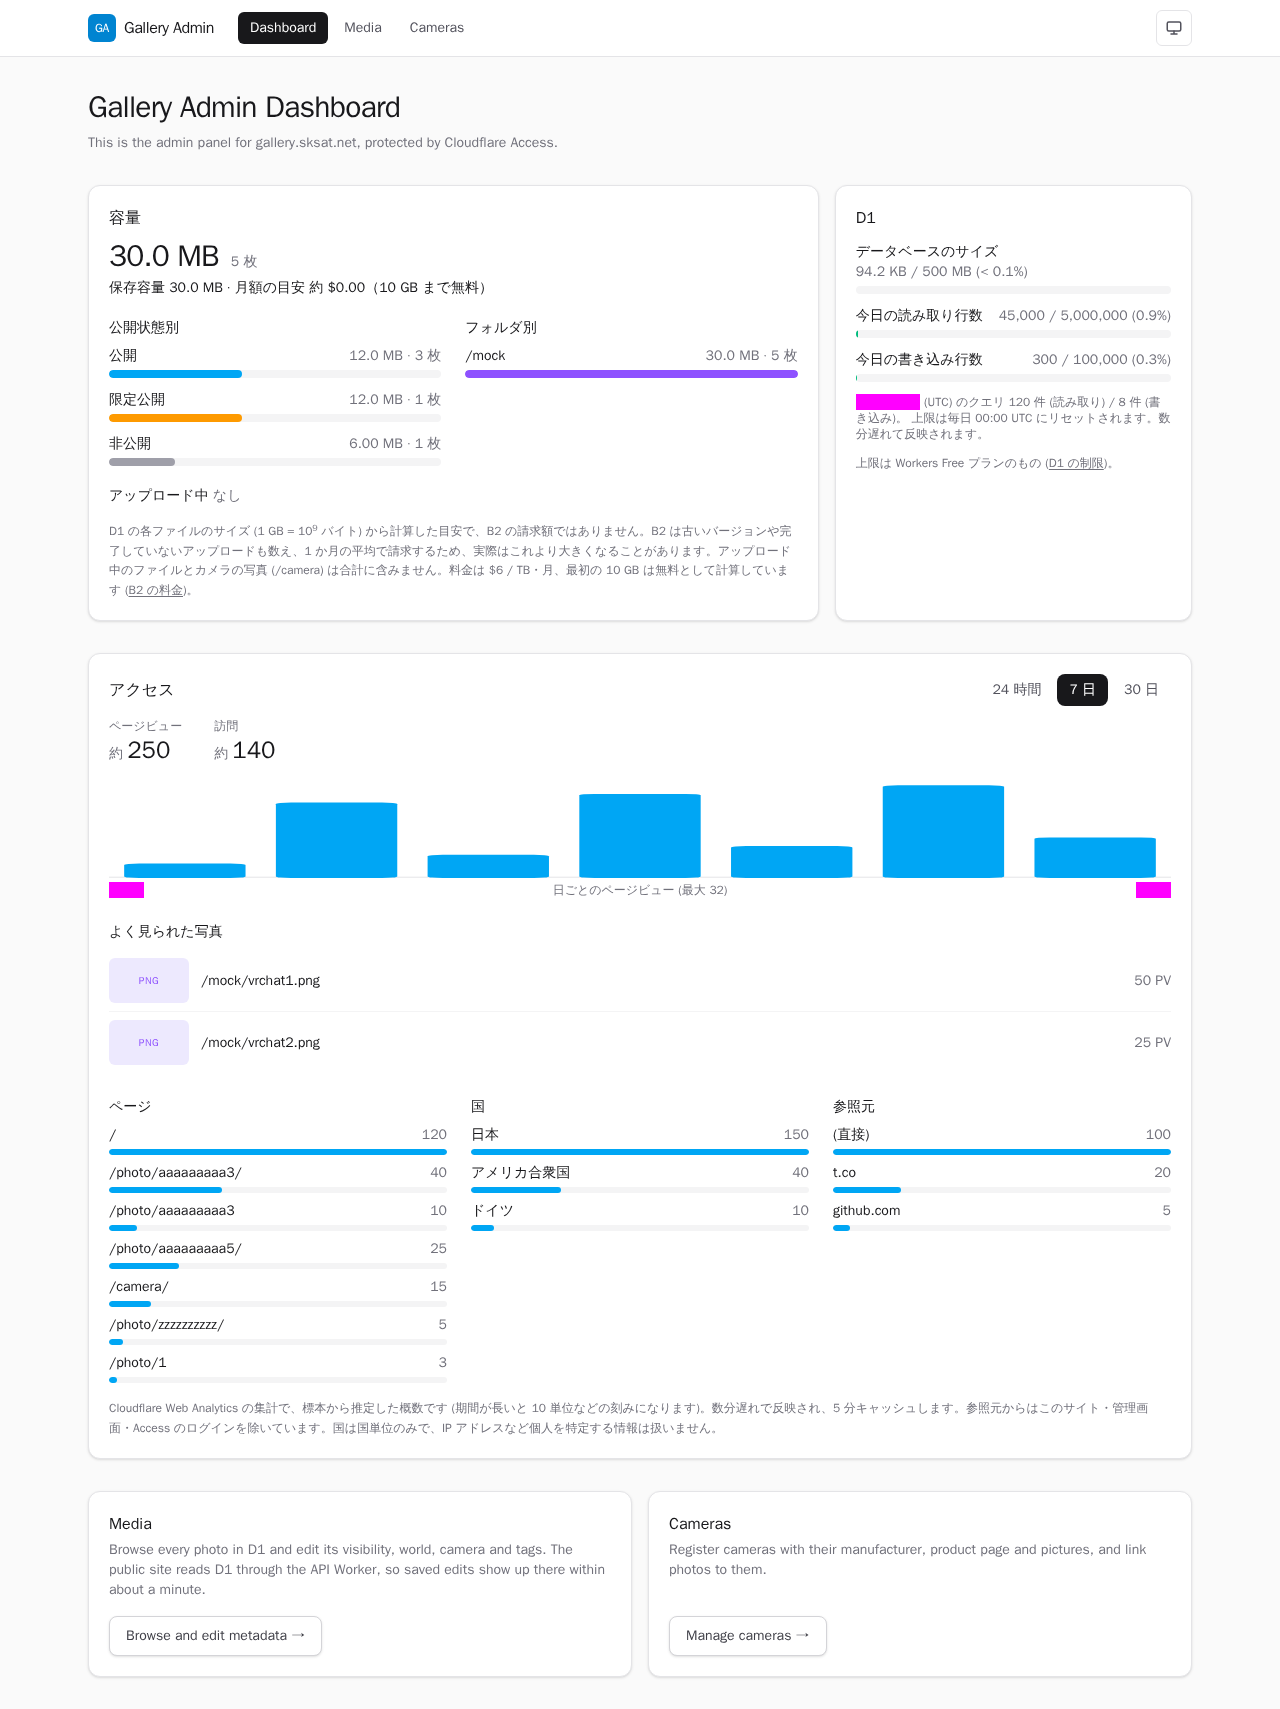 GA Gallery Admin Dashboard Media Cameras
Gallery Admin Dashboard
This is the admin panel for gallery.sksat.net, protected by Cloudflare Access.
容量
30.0 MB 5 枚
保存容量 30.0 MB · 月額の目安 約 $0.00（10 GB まで無料）
公開状態別
公開 12.0 MB · 3 枚
限定公開 12.0 MB · 1 枚
非公開 6.00 MB · 1 枚
フォルダ別
/mock 30.0 MB · 5 枚
アップロード中 なし
D1 の各ファイルのサイズ (1 GB = 10⁹ バイト) から計算した目安で、B2 の請求額ではありません。B2 は古いバージョンや完
了していないアップロードも数え、1 か月の平均で請求するため、実際はこれより大きくなることがあります。アップロード
中のファイルとカメラの写真 (/camera) は合計に含みません。料金は $6 / TB・月、最初の 10 GB は無料として計算していま
す (B2 の料金)。
D1
データベースのサイズ
94.2 KB / 500 MB (< 0.1%)
今日の読み取り行数 45,000 / 5,000,000 (0.9%)
今日の書き込み行数 300 / 100,000 (0.3%)
(UTC) のクエリ 120 件 (読み取り) / 8 件 (書
き込み)。 上限は毎日 00:00 UTC にリセットされます。数
分遅れて反映されます。
上限は Workers Free プランのもの (D1 の制限)。
アクセス
24 時間 7 日 30 日
ページビュー 訪問
約 250 約 140
日ごとのページビュー (最大 32)
よく見られた写真
PNG /mock/vrchat1.png 50 PV
PNG /mock/vrchat2.png 25 PV
ページ
/ 120
/photo/aaaaaaaaa3/ 40
/photo/aaaaaaaaa3 10
/photo/aaaaaaaaa5/ 25
/camera/ 15
/photo/zzzzzzzzzz/ 5
/photo/1 3
国
日本 150
アメリカ合衆国 40
ドイツ 10
参照元
(直接) 100
t.co 20
github.com 5
Cloudflare Web Analytics の集計で、標本から推定した概数です (期間が長いと 10 単位などの刻みになります)。数分遅れで反映され、5 分キャッシュします。参照元からはこのサイト・管理画
面・Access のログインを除いています。国は国単位のみで、IP アドレスなど個人を特定する情報は扱いません。
Media
Browse every photo in D1 and edit its visibility, world, camera and tags. The
public site reads D1 through the API Worker, so saved edits show up there within
about a minute.
Browse and edit metadata →
Cameras
Register cameras with their manufacturer, product page and pictures, and link
photos to them.
Manage cameras →